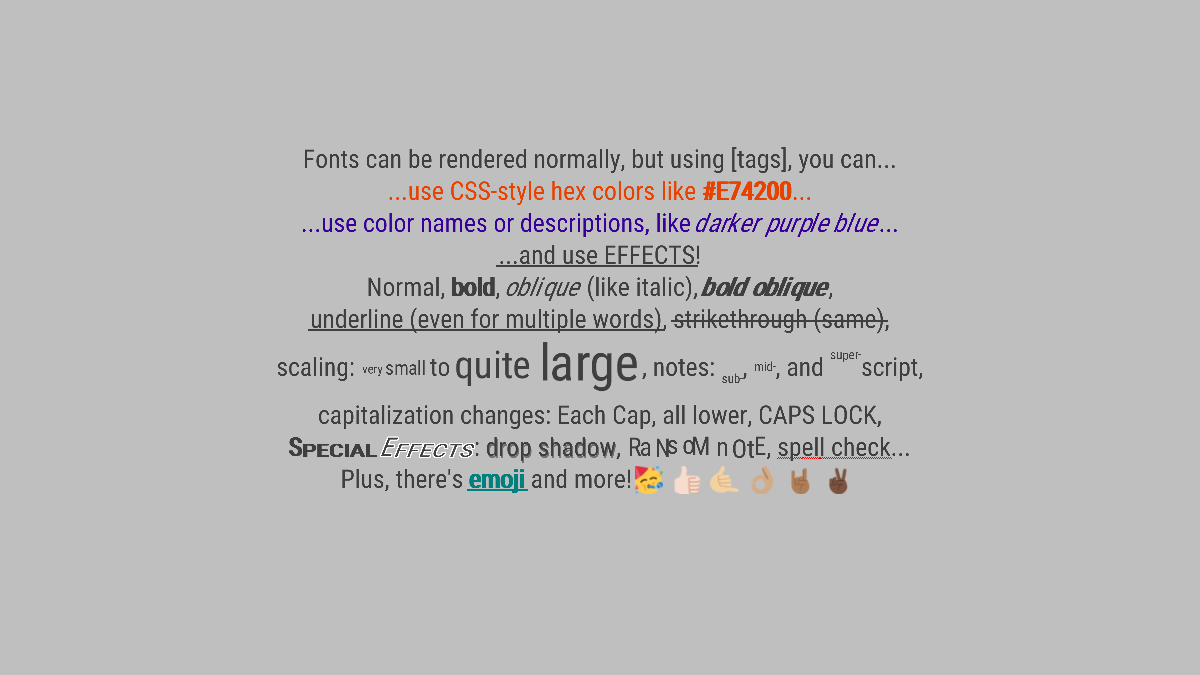 Fonts can be rendered normally, but using [tags], you can...
...use CSS-style hex colors like #E74200...
...use color names or descriptions, like darker purple blue...
...and use EFFECTS!
Normal, bold, oblique (like italic), bold oblique,
underline (even for multiple words), strikethrough (same),
scaling: very small to quite large, notes: sub-, mid-, and super-script,
capitalization changes: Each Cap, all lower, CAPS LOCK,
SPECIAL EFFECTS: drop shadow, RaNsoM nOtE, spell check...
Plus, there's emoji and more!🥳 👍🏻 🤙🏼 👌🏽 🤘🏾 ✌🏿